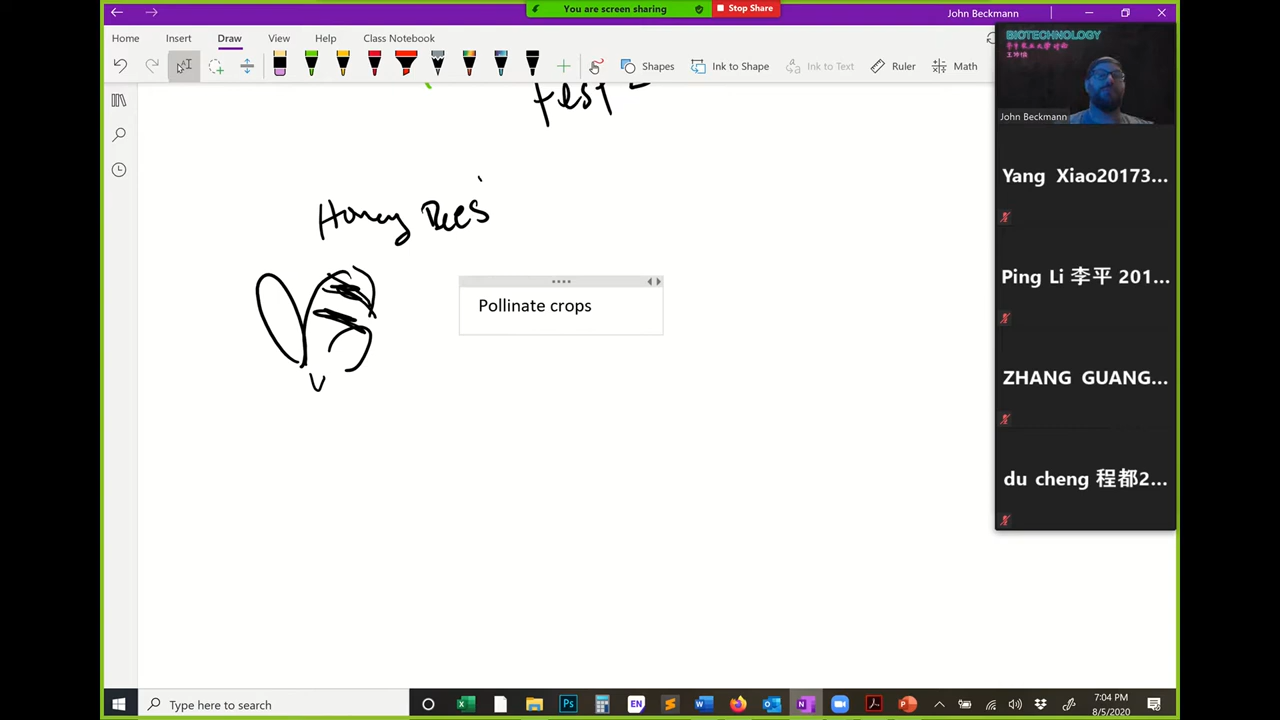 You are screen sharing
Stop Share
John Beckmann
Home
Insert
Draw
View
Help
Class Notebook
Shapes
Ink to Shape
Ink to Text
Ruler
Math
test
Honey Bees
Pollinate crops
BIOTECHNOLOGY
John Beckmann
Yang Xiao20173...
Ping Li 李平 201...
ZHANG GUANG...
du cheng 程都2...
Type here to search
EN
7:04 PM
8/5/2020